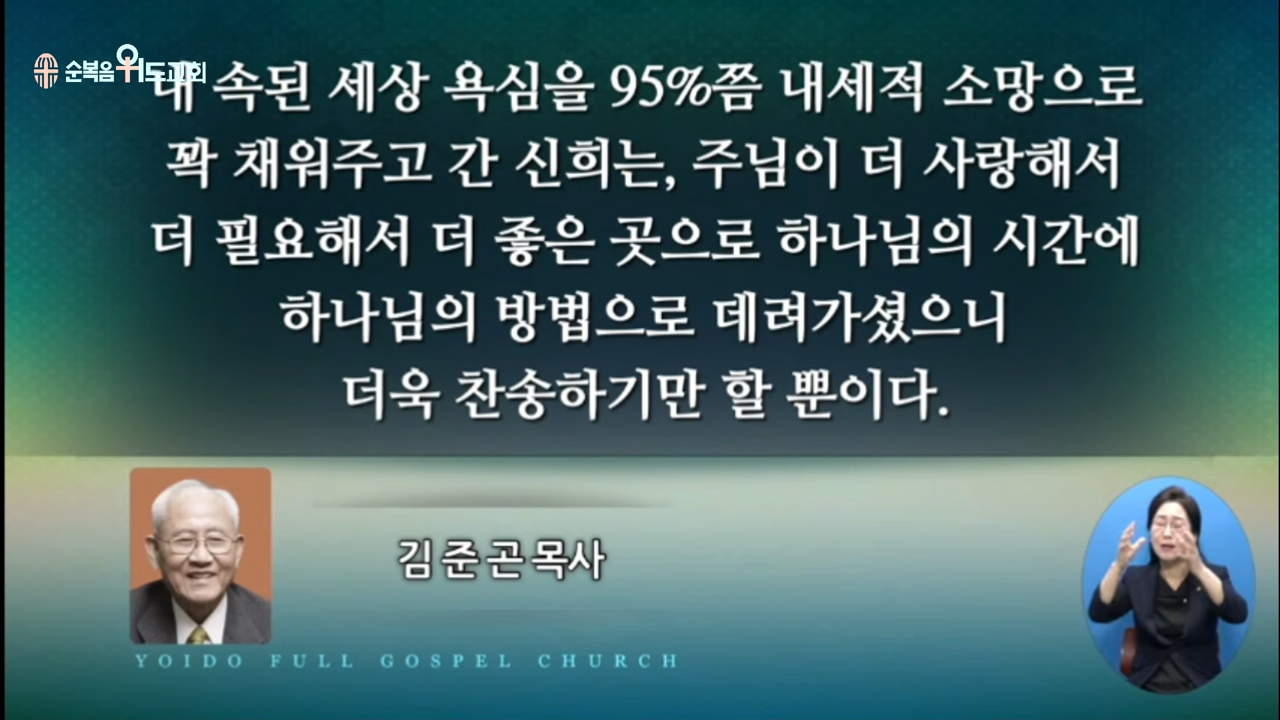 순복음위도교회
내 속된 세상 욕심을 95%쯤 내세적 소망으로
꽉 채워주고 간 신희는, 주님이 더 사랑해서
더 필요해서 더 좋은 곳으로 하나님의 시간에
하나님의 방법으로 데려가셨으니
더욱 찬송하기만 할 뿐이다.
김준곤 목사
YOIDO FULL GOSPEL CHURCH